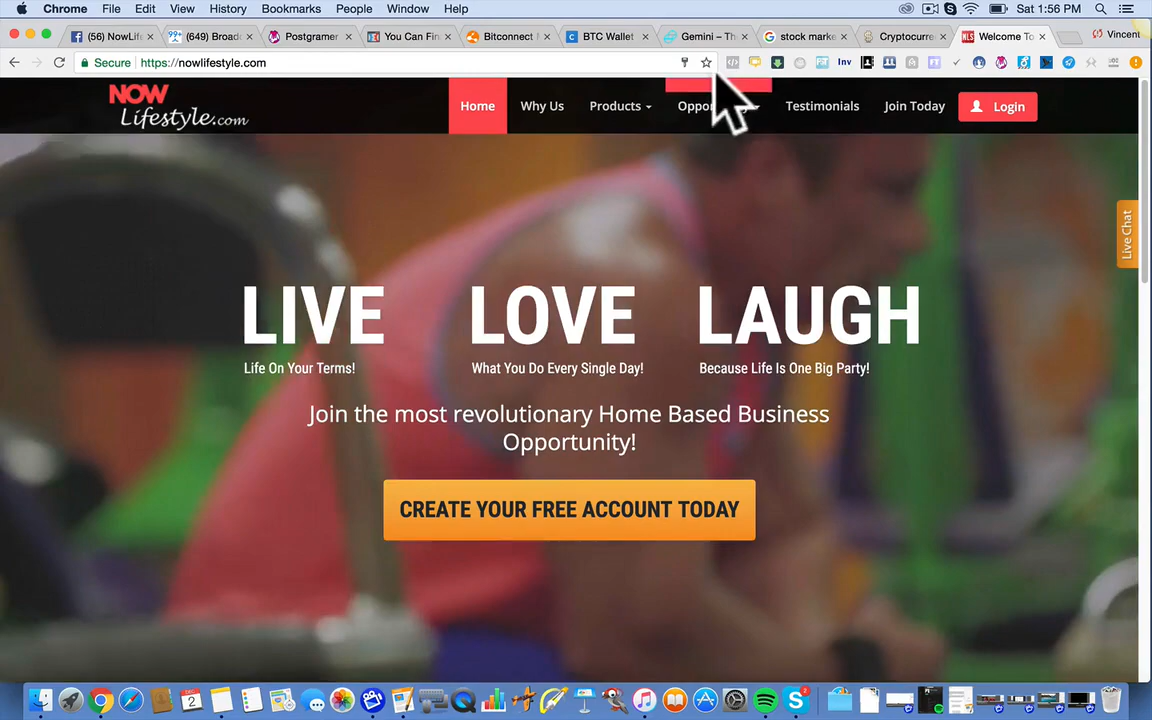 Chrome File Edit View History Bookmarks People Window Help Sat 1:56 PM
(56) NowLife (649) Broadc Postgramer You Can Fin Bitconnect M BTC Wallet Gemini – The stock marke Cryptocurre Welcome To Vincent
Secure https://nowlifestyle.com Inv
NOW
Lifestyle.com
Home Why Us Products Testimonials Join Today Login
Live Chat
LIVE LOVE LAUGH
Life On Your Terms! What You Do Every Single Day! Because Life Is One Big Party!
Join the most revolutionary Home Based Business
Opportunity!
CREATE YOUR FREE ACCOUNT TODAY